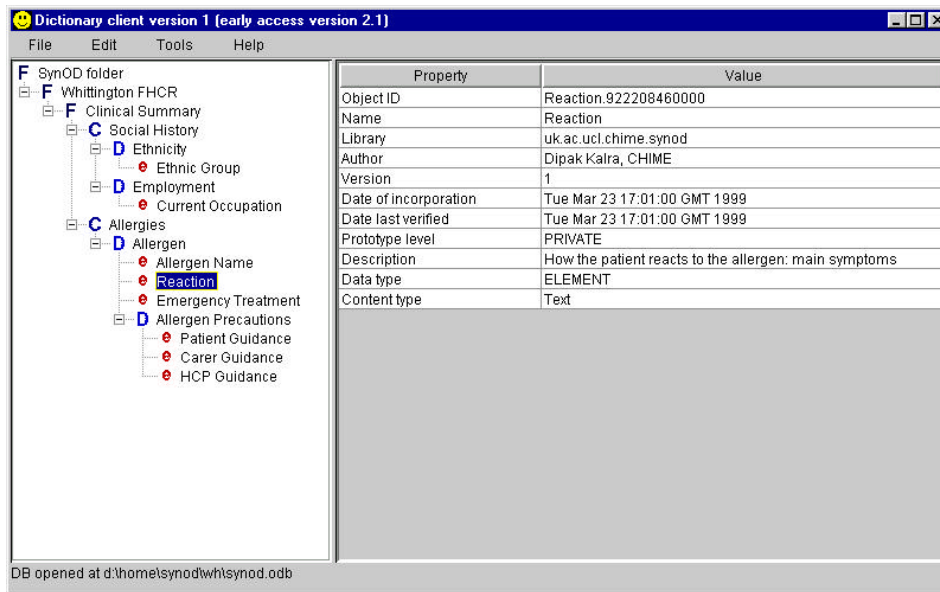 Dictionary client version 1 (early access version 2.1)
File Edit Tools Help
F SynOD folder
F Whittington FHCR
F Clinical Summary
C Social History
D Ethnicity
e Ethnic Group
D Employment
e Current Occupation
C Allergies
D Allergen
e Allergen Name
e Reaction
e Emergency Treatment
D Allergen Precautions
e Patient Guidance
e Carer Guidance
e HCP Guidance
Property Value
Object ID Reaction.922208460000
Name Reaction
Library uk.ac.ucl.chime.synod
Author Dipak Kalra, CHIME
Version 1
Date of incorporation Tue Mar 23 17:01:00 GMT 1999
Date last verified Tue Mar 23 17:01:00 GMT 1999
Prototype level PRIVATE
Description How the patient reacts to the allergen: main symptoms
Data type ELEMENT
Content type Text
DB opened at d:\home\synod\wh\synod.odb